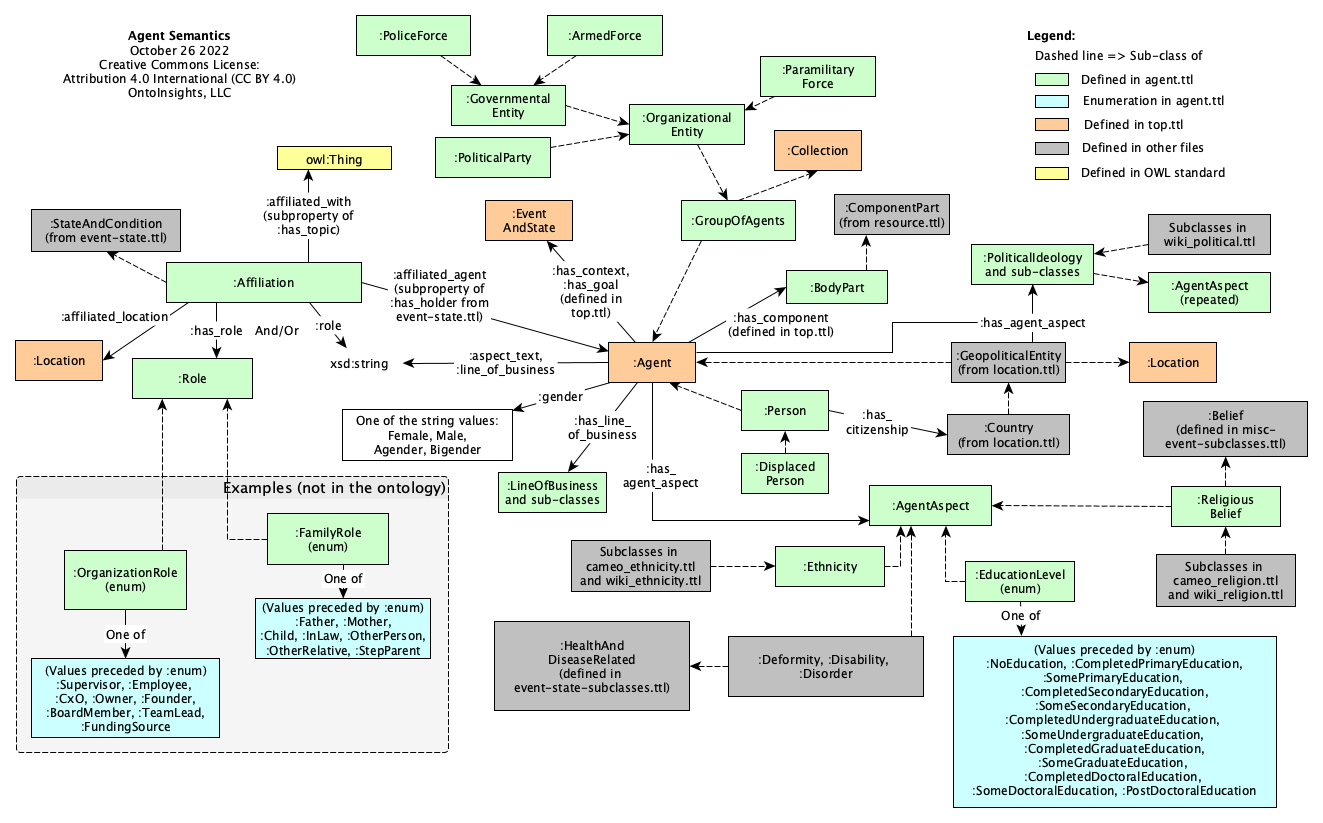 Agent Semantics
October 26 2022
Creative Commons License:
Attribution 4.0 International (CC BY 4.0)
OntoInsights, LLC
:PoliceForce
:ArmedForce
:Governmental
Entity
:PoliticalParty
:Organizational
Entity
:Paramilitary
Force
:Collection
:GroupOfAgents
Legend:
Dashed line => Sub-class of
Defined in agent.ttl
Enumeration in agent.ttl
Defined in top.ttl
Defined in other files
Defined in OWL standard
owl:Thing
:affiliated_with
(subproperty of
:has_topic)
:StateAndCondition
(from event-state.ttl)
:Affiliation
:affiliated_agent
(subproperty of
:has_holder from
event-state.ttl)
:Event
AndState
:has_context,
:has_goal
(defined in
top.ttl)
:ComponentPart
(from resource.ttl)
:BodyPart
:has_component
(defined in top.ttl)
:PoliticalIdeology
and sub-classes
Subclasses in
wiki_political.ttl
:AgentAspect
(repeated)
:has_agent_aspect
:affiliated_location
:has_role
And/Or
:role
:Location
:Role
xsd:string
:aspect_text,
:line_of_business
:Agent
:GeopoliticalEntity
(from location.ttl)
:Location
:gender
One of the string values:
Female, Male,
Agender, Bigender
:has_line_
of_business
:LineOfBusiness
and sub-classes
:has_
agent_aspect
:Person
:has_
citizenship
:Country
(from location.ttl)
:Displaced
Person
:Belief
(defined in misc-
event-subclasses.ttl)
:AgentAspect
:Religious
Belief
Subclasses in
cameo_religion.ttl
and wiki_religion.ttl
Subclasses in
cameo_ethnicity.ttl
and wiki_ethnicity.ttl
:Ethnicity
:EducationLevel
(enum)
One of
(Values preceded by :enum)
:NoEducation, :CompletedPrimaryEducation,
:SomePrimaryEducation,
:CompletedSecondaryEducation,
:SomeSecondaryEducation,
:CompletedUndergraduateEducation,
:SomeUndergraduateEducation,
:CompletedGraduateEducation,
:SomeGraduateEducation,
:CompletedDoctoralEducation,
:SomeDoctoralEducation, :PostDoctoralEducation
:HealthAnd
DiseaseRelated
(defined in
event-state-subclasses.ttl)
:Deformity, :Disability,
:Disorder
Examples (not in the ontology)
:OrganizationRole
(enum)
One of
(Values preceded by :enum)
:Supervisor, :Employee,
:CxO, :Owner, :Founder,
:BoardMember, :TeamLead,
:FundingSource
:FamilyRole
(enum)
One of
(Values preceded by :enum)
:Father, :Mother,
:Child, :InLaw, :OtherPerson,
:OtherRelative, :StepParent